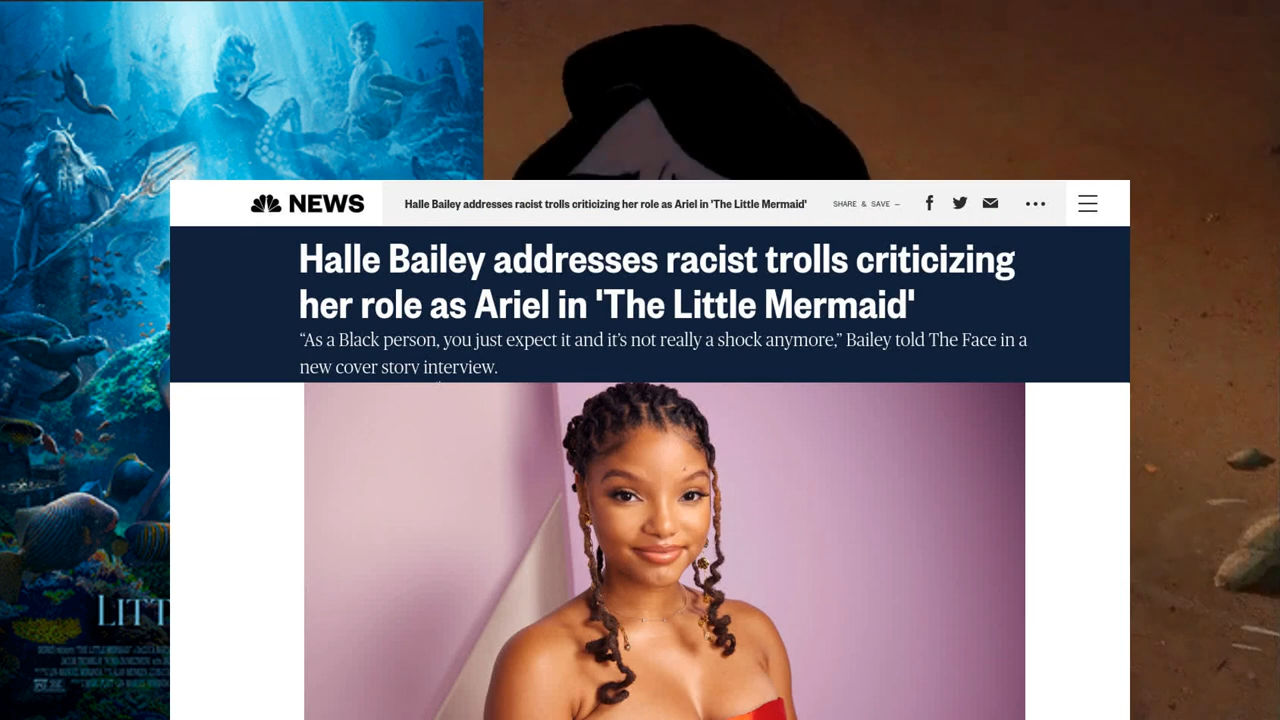 NEWS
Halle Bailey addresses racist trolls criticizing her role as Ariel in 'The Little Mermaid'
SHARE & SAVE —
Halle Bailey addresses racist trolls criticizing
her role as Ariel in 'The Little Mermaid'
“As a Black person, you just expect it and it’s not really a shock anymore,” Bailey told The Face in a
new cover story interview.
LITT